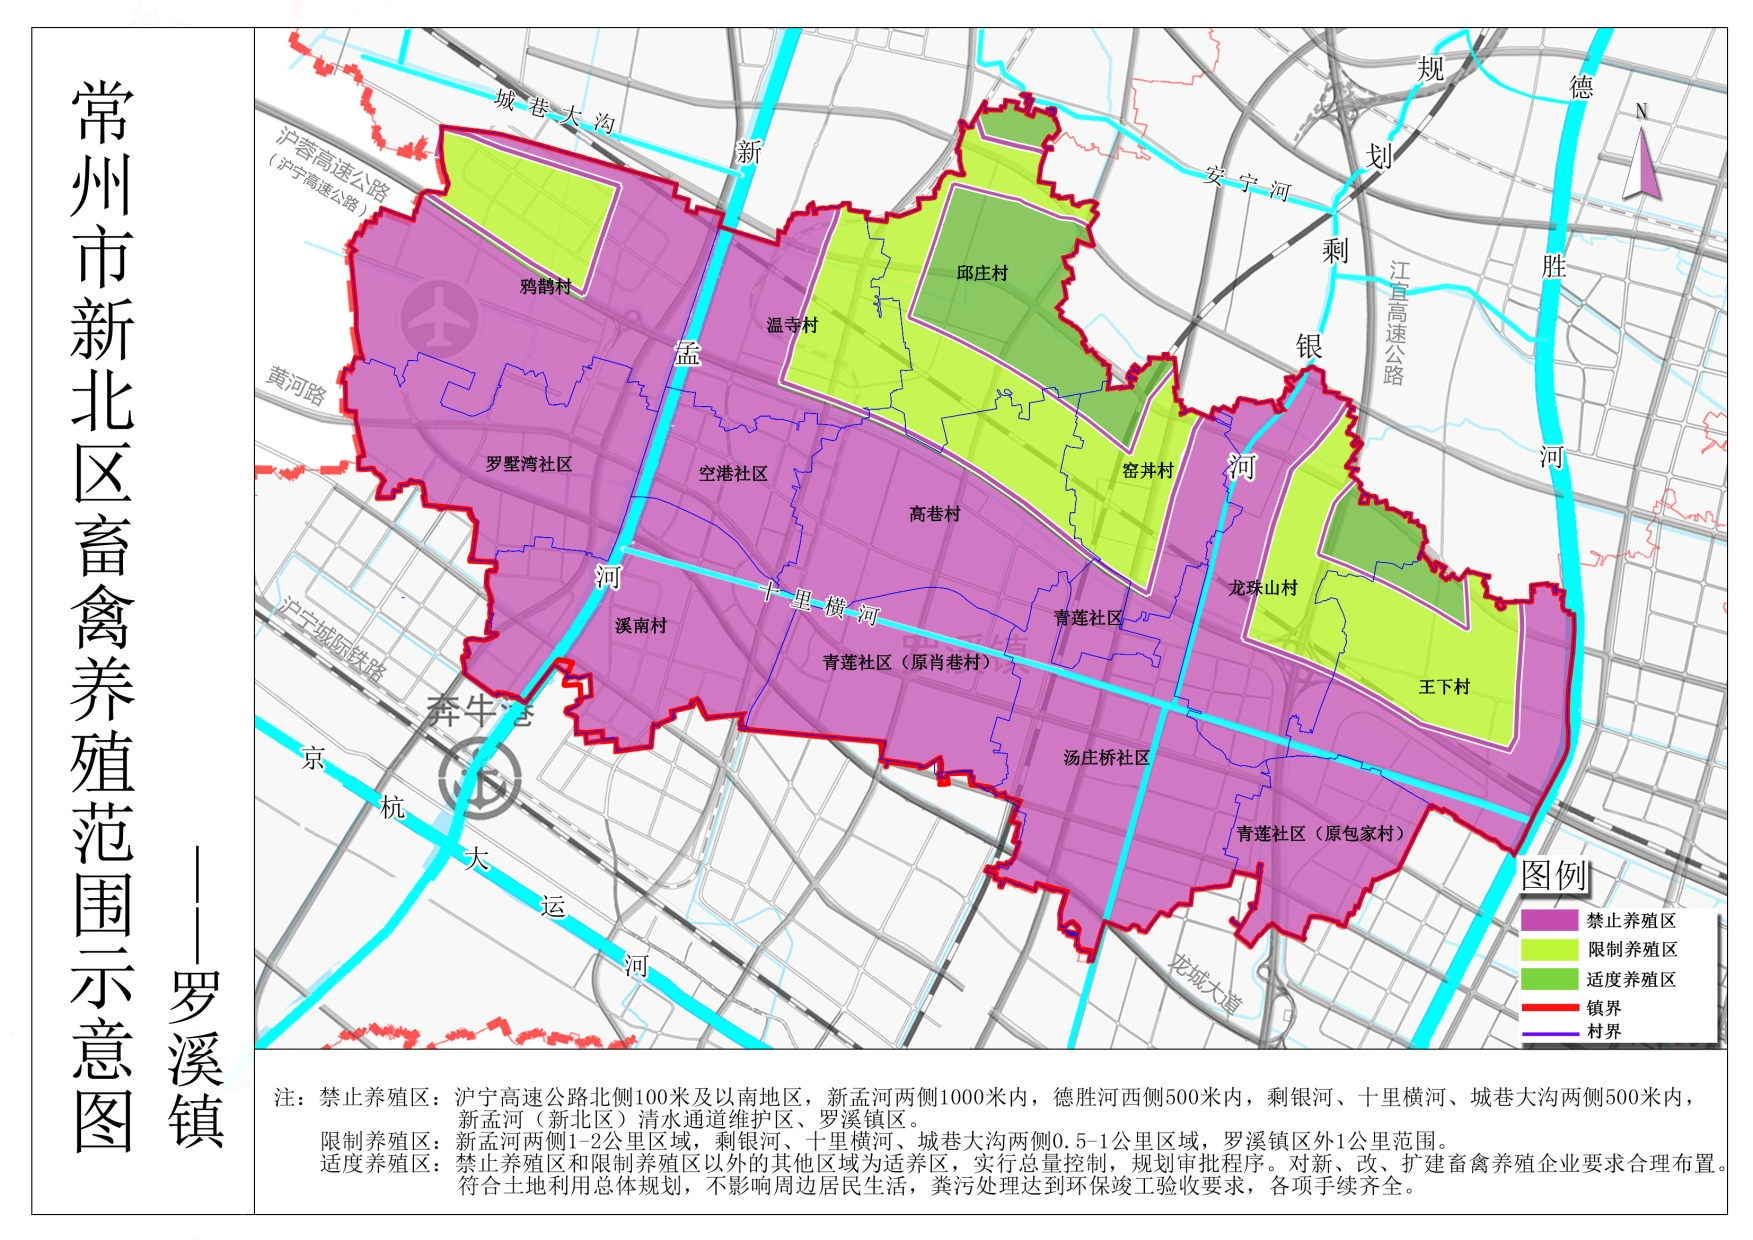 常州市新北区畜禽养殖范围示意图
——罗溪镇
城巷大沟
沪蓉高速公路
（沪宁高速公路）
新
孟
河
规
划
剩
银
河
德
胜
河
安宁河
N
江宜高速公路
黄河路
鸦鹊村
温寺村
邱庄村
窑井村
罗墅湾社区
空港社区
高巷村
龙珠山村
十里横河
溪南村
青莲社区
罗溪镇
青莲社区（原肖巷村）
王下村
汤庄桥社区
青莲社区（原包家村）
沪宁城际铁路
奔牛港
京
杭
大
运
河
龙城大道
图例
禁止养殖区
限制养殖区
适度养殖区
镇界
村界
注：禁止养殖区：沪宁高速公路北侧100米及以南地区，新孟河两侧1000米内，德胜河西侧500米内，剩银河、十里横河、城巷大沟两侧500米内，
新孟河（新北区）清水通道维护区、罗溪镇区。
限制养殖区：新孟河两侧1-2公里区域，剩银河、十里横河、城巷大沟两侧0.5-1公里区域，罗溪镇区外1公里范围。
适度养殖区：禁止养殖区和限制养殖区以外的其他区域为适养区，实行总量控制，规划审批程序。对新、改、扩建畜禽养殖企业要求合理布置。
符合土地利用总体规划，不影响周边居民生活，粪污处理达到环保竣工验收要求，各项手续齐全。